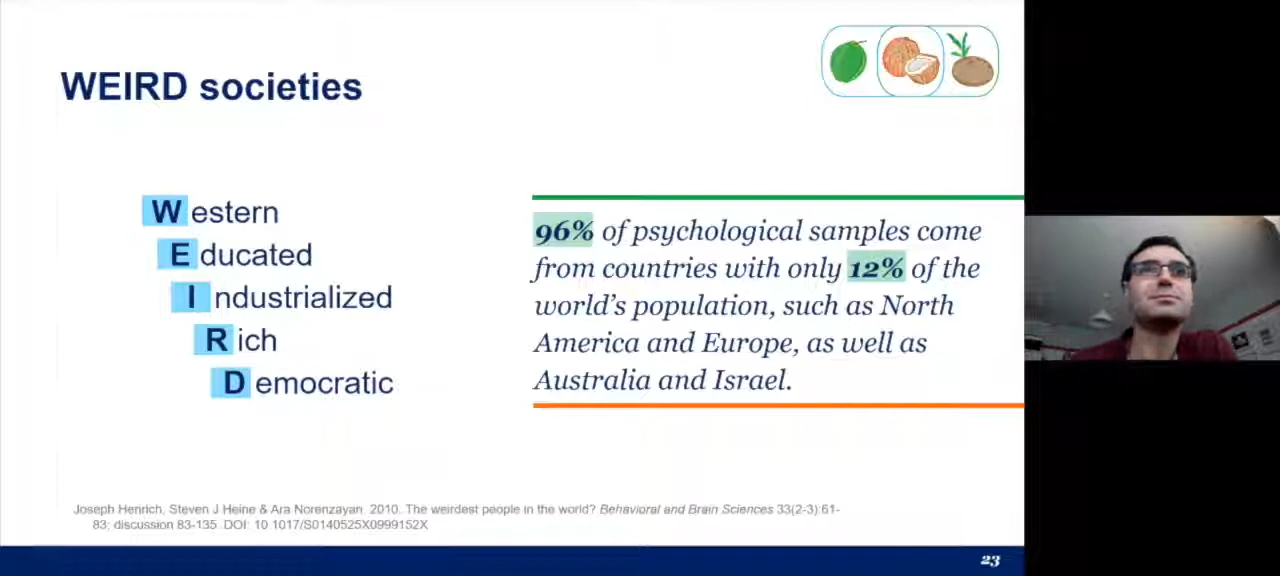 WEIRD societies
Western
Educated
Industrialized
Rich
Democratic
96% of psychological samples come
from countries with only 12% of the
world's population, such as North
America and Europe, as well as
Australia and Israel.
Joseph Henrich, Steven J Heine & Ara Norenzayan. 2010. The weirdest people in the world? Behavioral and Brain Sciences 33(2-3):61-
83; discussion 83-135. DOI: 10 1017/S0140525X0999152X
23